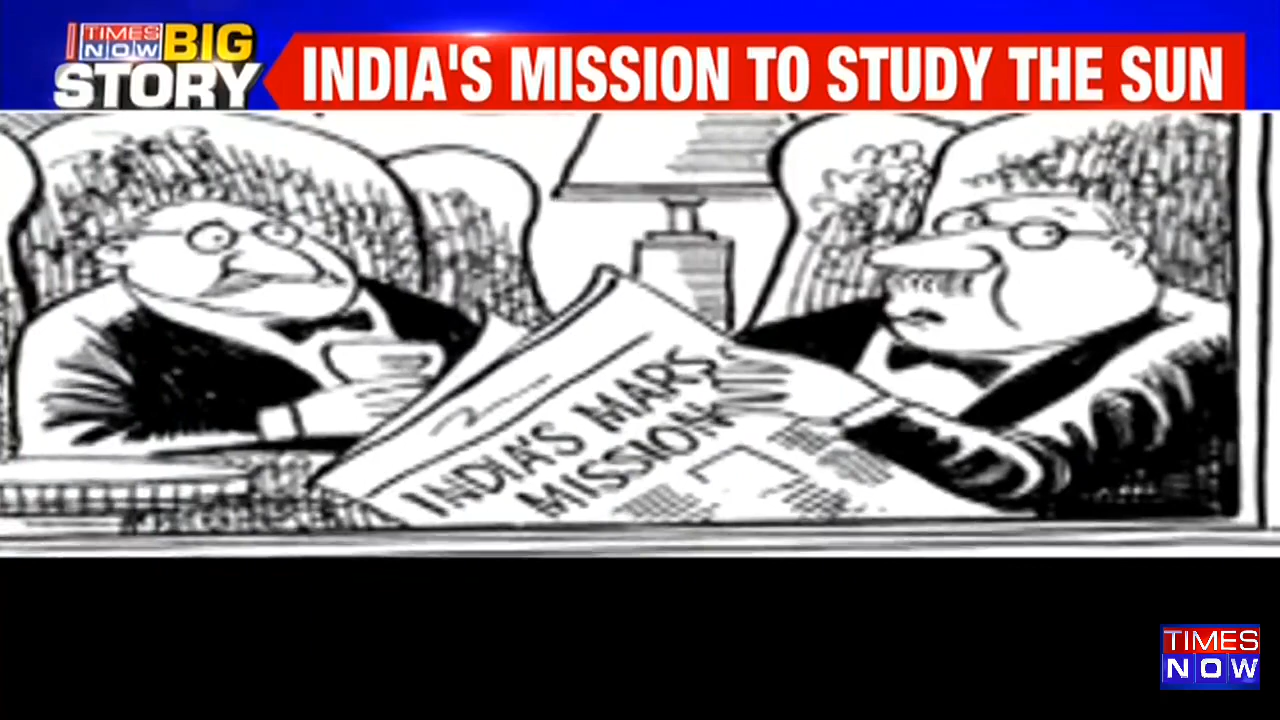 TIMES
NOW
BIG
STORY
INDIA'S MISSION TO STUDY THE SUN
INDIA'S MARS
MISSION
TIMES
NOW